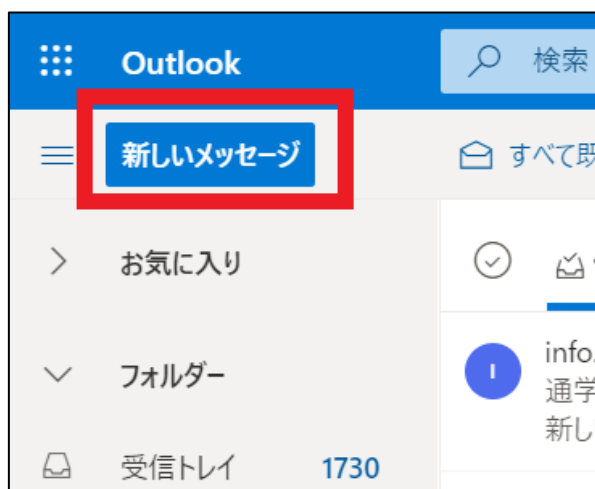 Outlook
検索
新しいメッセージ
すべて既
お気に入り
フォルダー
info.
通学
新し
受信トレイ 1730